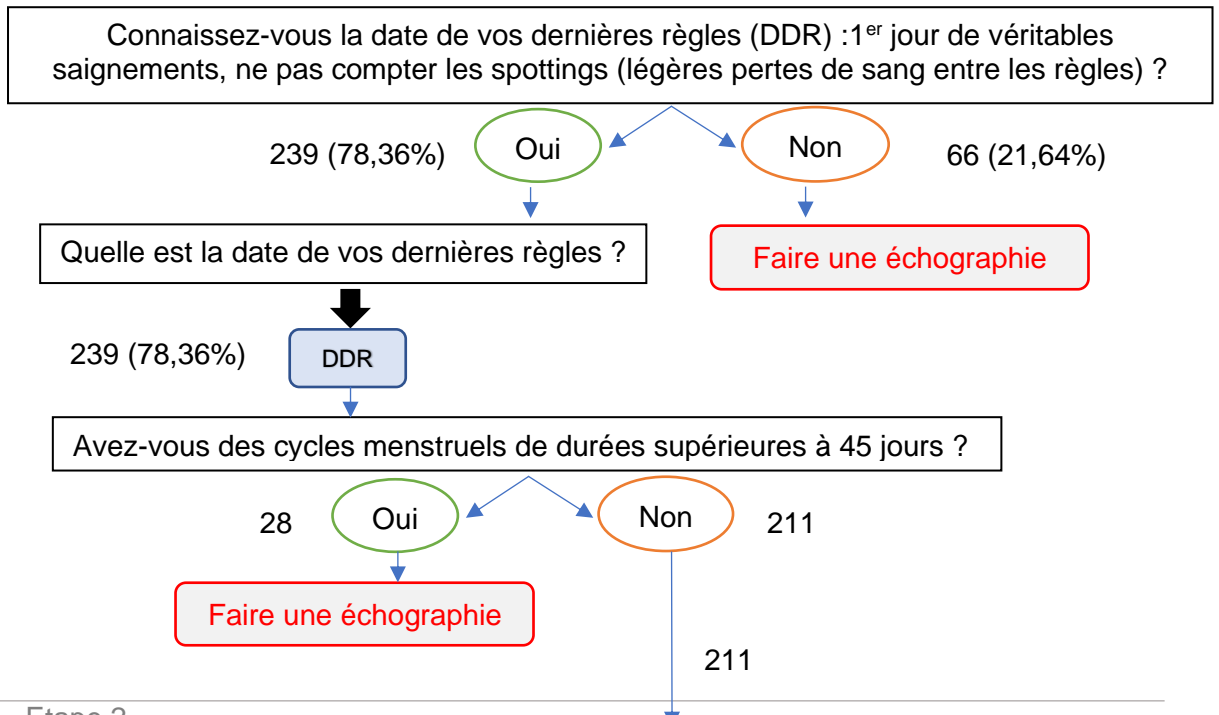 Connaissez-vous la date de vos dernières règles (DDR) :1er jour de véritables
saignements, ne pas compter les spottings (légères pertes de sang entre les règles) ?
239 (78,36%)
Oui
Non
66 (21,64%)
Quelle est la date de vos dernières règles ?
Faire une échographie
239 (78,36%)
DDR
Avez-vous des cycles menstruels de durées supérieures à 45 jours ?
28
Oui
Non
211
Faire une échographie
211
Etape 2